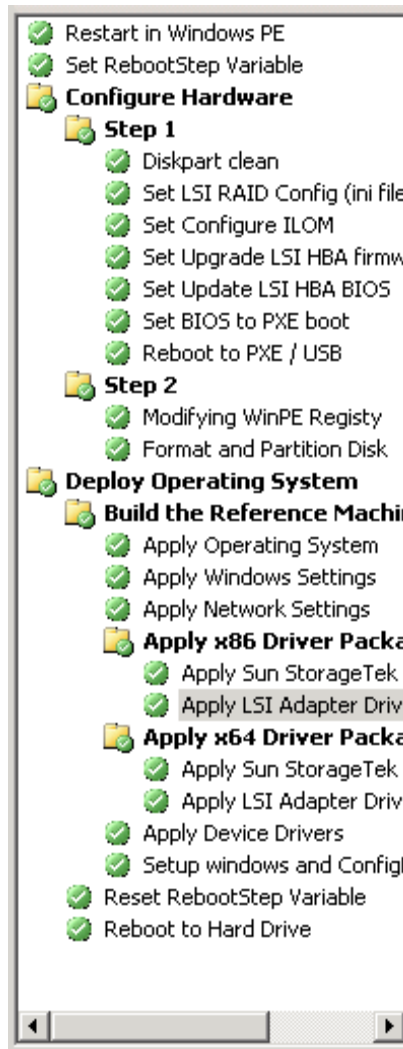 Restart in Windows PE
Set RebootStep Variable
Configure Hardware
Step 1
Diskpart clean
Set LSI RAID Config (ini file
Set Configure ILOM
Set Upgrade LSI HBA firmw
Set Update LSI HBA BIOS
Set BIOS to PXE boot
Reboot to PXE / USB
Step 2
Modifying WinPE Registy
Format and Partition Disk
Deploy Operating System
Build the Reference Machin
Apply Operating System
Apply Windows Settings
Apply Network Settings
Apply x86 Driver Packa
Apply Sun StorageTek
Apply LSI Adapter Driv
Apply x64 Driver Packa
Apply Sun StorageTek
Apply LSI Adapter Driv
Apply Device Drivers
Setup windows and Config
Reset RebootStep Variable
Reboot to Hard Drive